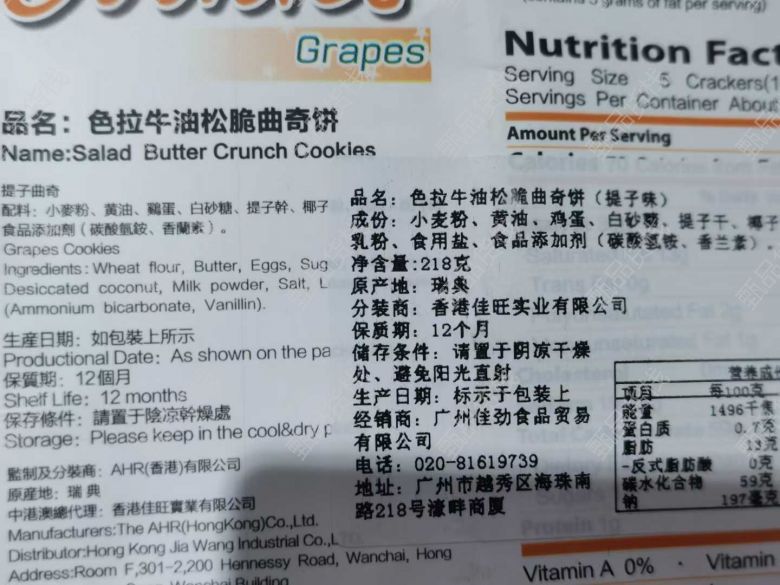 (contains 3 grams of fat per serving)
Grapes
Nutrition Fact
Serving Size 5 Crackers(1
Servings Per Container About
Amount Per Serving
品名：色拉牛油松脆曲奇饼
Name:Salad Butter Crunch Cookies
提子曲奇
配料：小麥粉、黄油、鷄蛋、白砂糖、提子幹、椰子
食品添加劑（碳酸氫銨、香蘭素）。
Grapes Cookies
Ingredients: Wheat flour, Butter, Eggs, Sug
Desiccated coconut, Milk powder, Salt, L
(Ammonium bicarbonate, Vanillin).
生產日期：如包裝上所示
Productional Date: As shown on the pa
保質期：12個月
Shelf Life: 12 months
保存條件：請置于陰凉幹燥處
Storage: Please keep in the cool&dry p
監制及分裝商：AHR(香港)有限公司
原産地：瑞典
中港澳總代理：香港佳旺實業有限公司
Manufacturers:The AHR(HongKong)Co.,Ltd.
Distributor:Hong Kong Jia Wang Industrial Co.,L
Address:Room F,301-2,200 Hennessy Road, Wanchai, Hong
Wanchai Building
品名：色拉牛油松脆曲奇饼（提子味）
成份：小麦粉、黄油、鸡蛋、白砂糖、提子干、椰子
乳粉、食用盐、食品添加剂（碳酸氢铵、香兰素）。
净含量:218克
原产地：瑞典
分装商：香港佳旺实业有限公司
保质期：12个月
储存条件：请置于阴凉干燥
处、避免阳光直射
生产日期：标示于包装上
经销商：广州佳劲食品贸易
有限公司
电话：020-81619739
地址：广州市越秀区海珠南
路218号濠畔商厦
营养成份
项目 每100克
能量 1496千焦
蛋白质 0.7克
脂肪 13克
-反式脂肪酸 0克
碳水化合物 59克
钠 197毫克
Protein 1g
Vitamin A 0% · Vitamin